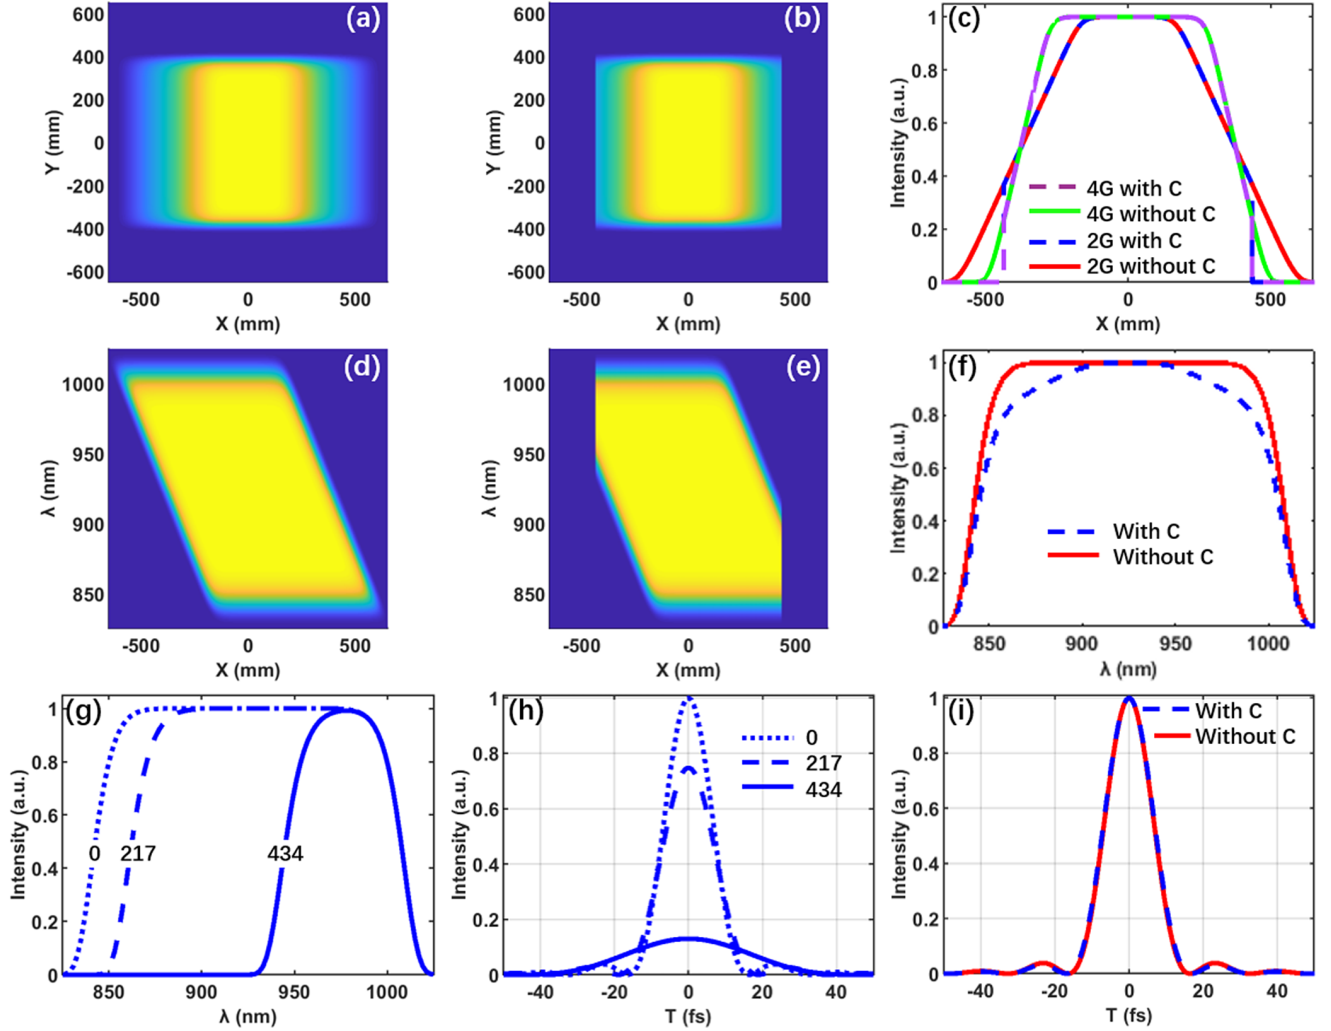 (a)
600
400
200
0
-200
-400
-600
Y (mm)
-500 0 500
X (mm)
(b)
600
400
200
0
-200
-400
-600
Y (mm)
-500 0 500
X (mm)
(c)
1
0.8
0.6
0.4
0.2
0
Intensity (a.u.)
4G with C
4G without C
2G with C
2G without C
-500 0 500
X (mm)
(d)
1000
950
900
850
λ (nm)
-500 0 500
X (mm)
(e)
1000
950
900
850
λ (nm)
-500 0 500
X (mm)
(f)
1
0.8
0.6
0.4
0.2
0
Intensity (a.u.)
With C
Without C
850 900 950 1000
λ (nm)
(g)
1
0.8
0.6
0.4
0.2
0
Intensity (a.u.)
0 217 434
850 900 950 1000
λ (nm)
(h)
1
0.8
0.6
0.4
0.2
0
Intensity (a.u.)
0
217
434
-40 -20 0 20 40
T (fs)
(i)
1
0.8
0.6
0.4
0.2
0
Intensity (a.u.)
With C
Without C
-40 -20 0 20 40
T (fs)